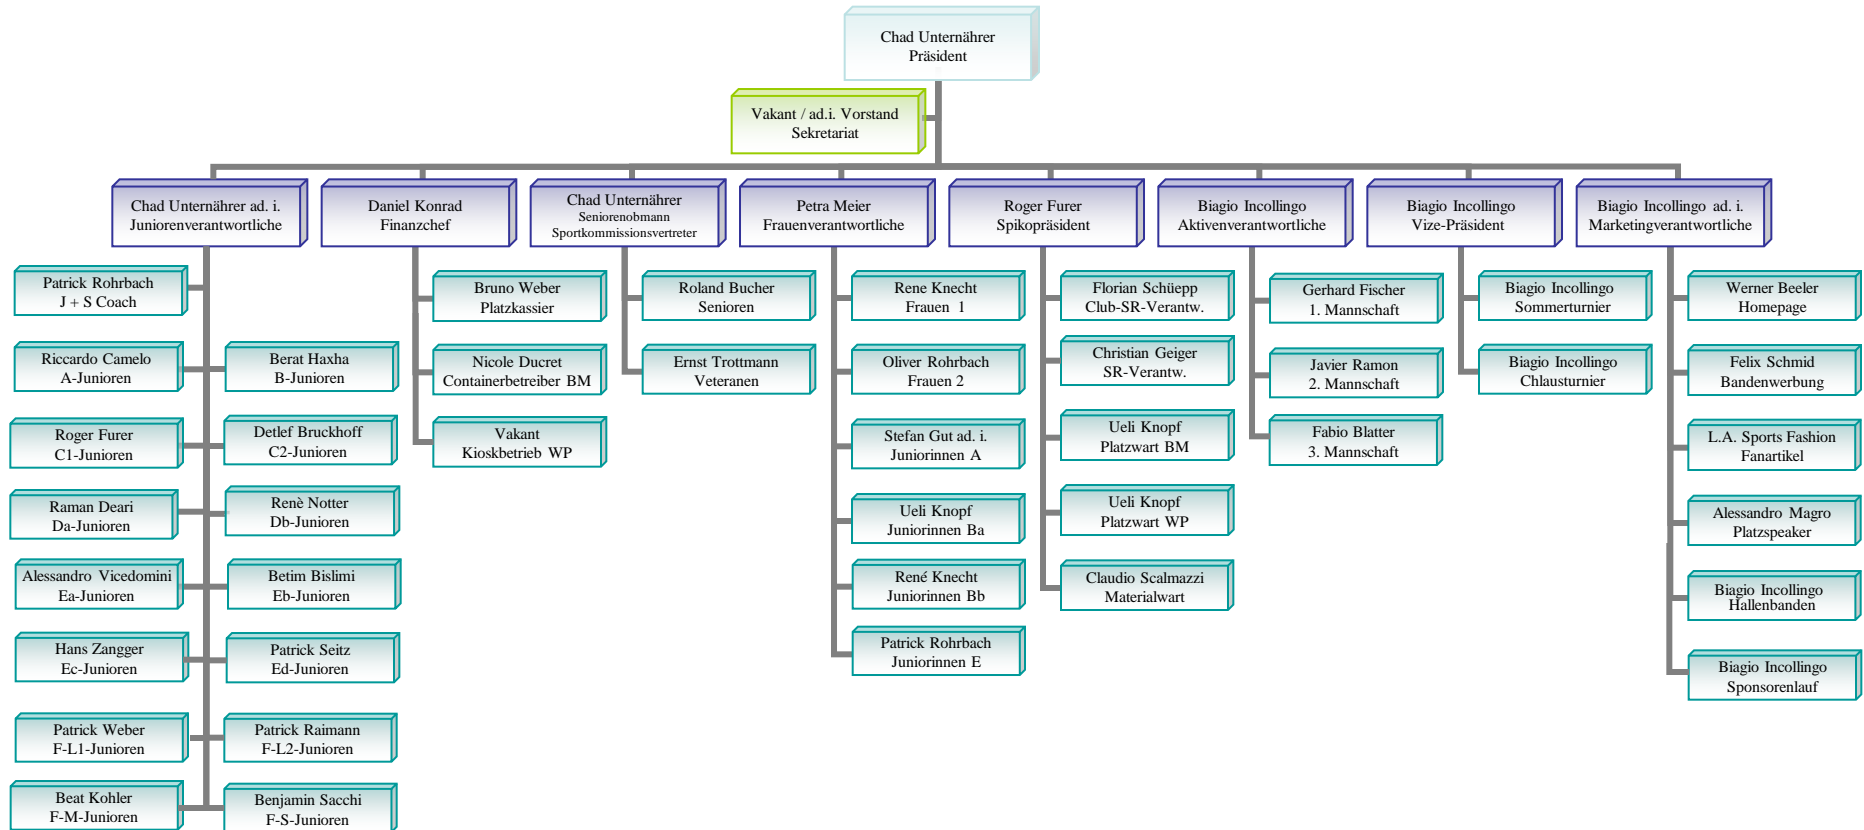 Chad Unternährer
Präsident
Vakant / ad.i. Vorstand
Sekretariat
Chad Unternährer ad. i.
Juniorenverantwortliche
Daniel Konrad
Finanzchef
Chad Unternährer
Seniorenobmann
Sportkommissionsvertreter
Petra Meier
Frauenverantwortliche
Roger Furer
Spikopräsident
Biagio Incollingo
Aktivenverantwortliche
Biagio Incollingo
Vize-Präsident
Biagio Incollingo ad. i.
Marketingverantwortliche
Patrick Rohrbach
J + S Coach
Riccardo Camelo
A-Junioren
Berat Haxha
B-Junioren
Roger Furer
C1-Junioren
Detlef Bruckhoff
C2-Junioren
Raman Deari
Da-Junioren
Renè Notter
Db-Junioren
Alessandro Vicedomini
Ea-Junioren
Betim Bislimi
Eb-Junioren
Hans Zangger
Ec-Junioren
Patrick Seitz
Ed-Junioren
Patrick Weber
F-L1-Junioren
Patrick Raimann
F-L2-Junioren
Beat Kohler
F-M-Junioren
Benjamin Sacchi
F-S-Junioren
Bruno Weber
Platzkassier
Nicole Ducret
Containerbetreiber BM
Vakant
Kioskbetrieb WP
Roland Bucher
Senioren
Ernst Trottmann
Veteranen
Rene Knecht
Frauen 1
Oliver Rohrbach
Frauen 2
Stefan Gut ad. i.
Juniorinnen A
Ueli Knopf
Juniorinnen Ba
René Knecht
Juniorinnen Bb
Patrick Rohrbach
Juniorinnen E
Florian Schüepp
Club-SR-Verantw.
Christian Geiger
SR-Verantw.
Ueli Knopf
Platzwart BM
Ueli Knopf
Platzwart WP
Claudio Scalmazzi
Materialwart
Gerhard Fischer
1. Mannschaft
Javier Ramon
2. Mannschaft
Fabio Blatter
3. Mannschaft
Biagio Incollingo
Sommerturnier
Biagio Incollingo
Chlausturnier
Werner Beeler
Homepage
Felix Schmid
Bandenwerbung
L.A. Sports Fashion
Fanartikel
Alessandro Magro
Platzspeaker
Biagio Incollingo
Hallenbanden
Biagio Incollingo
Sponsorenlauf